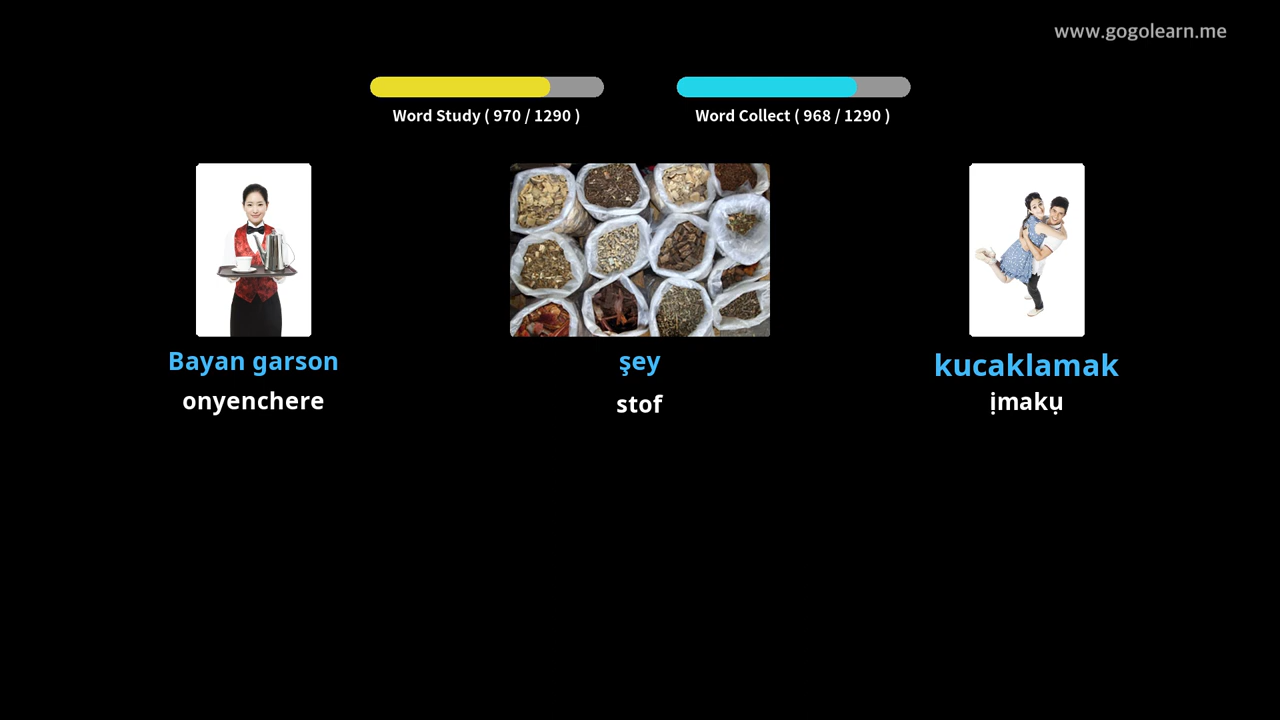 www.gogolearn.me
Word Study ( 970 / 1290 )
Word Collect ( 968 / 1290 )
Bayan garson
onyenchere
şey
stof
kucaklamak
ịmakụ